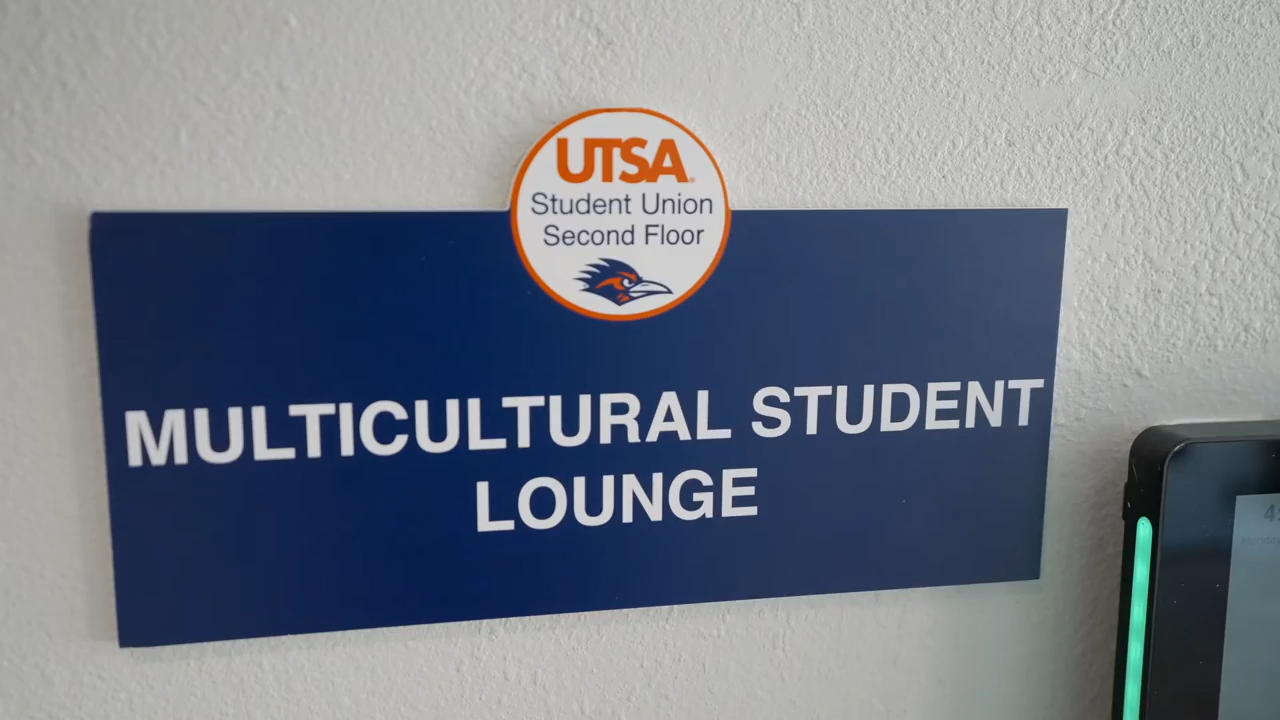 UTSA
Student Union
Second Floor
MULTICULTURAL STUDENT
LOUNGE